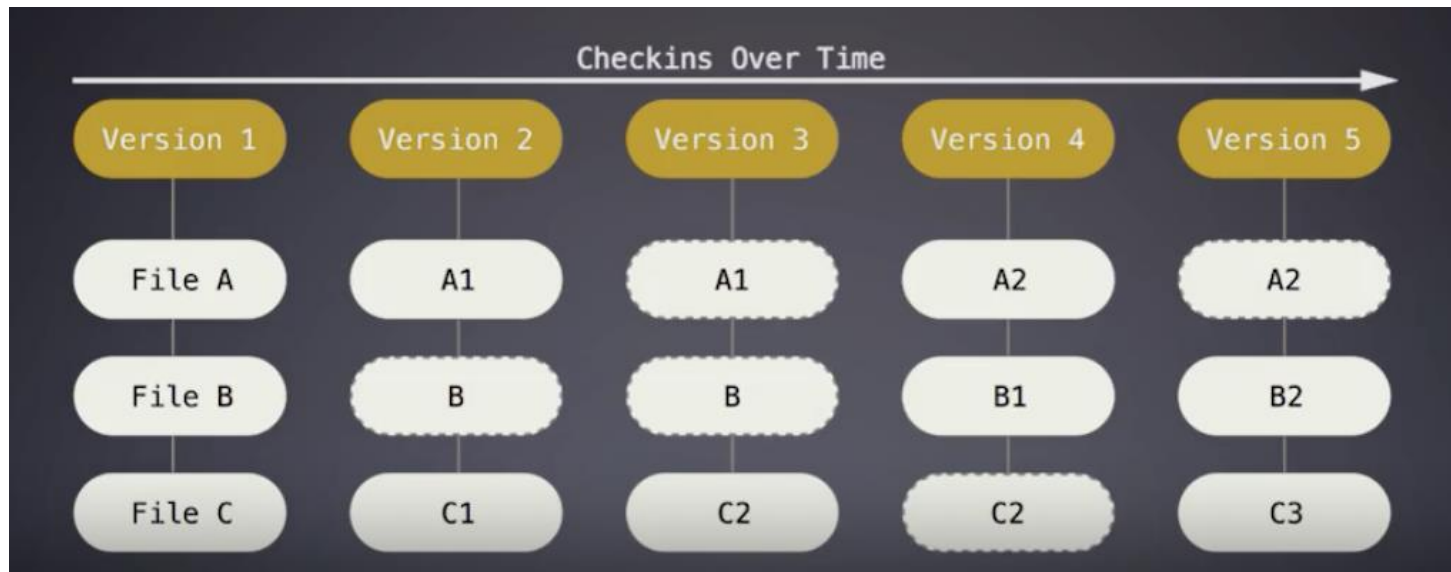 Checkins Over Time
Version 1 Version 2 Version 3 Version 4 Version 5
File A A1 A1 A2 A2
File B B B B1 B2
File C C1 C2 C2 C3